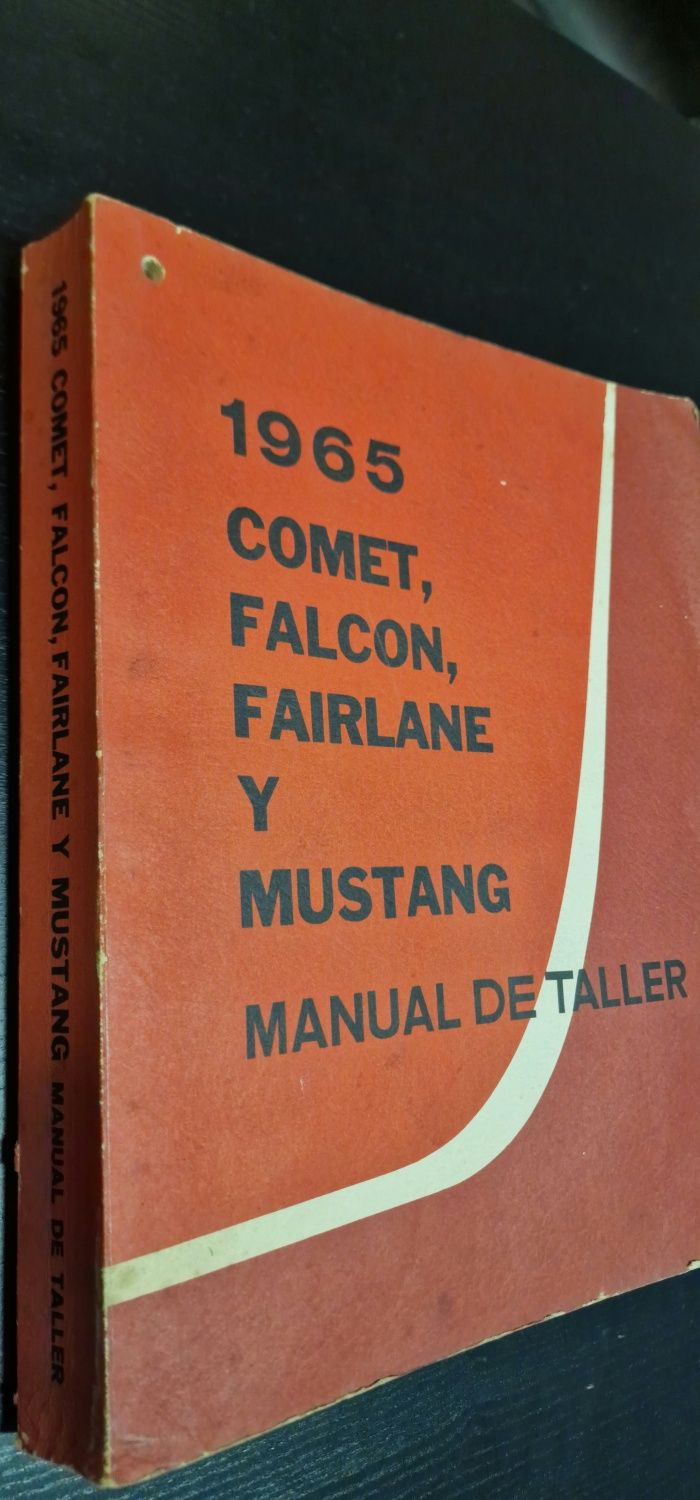 1965 COMET, FALCON, FAIRLANE Y MUSTANG MANUAL DE TALLER
1965
COMET,
FALCON,
FAIRLANE
Y
MUSTANG
MANUAL DE TALLER